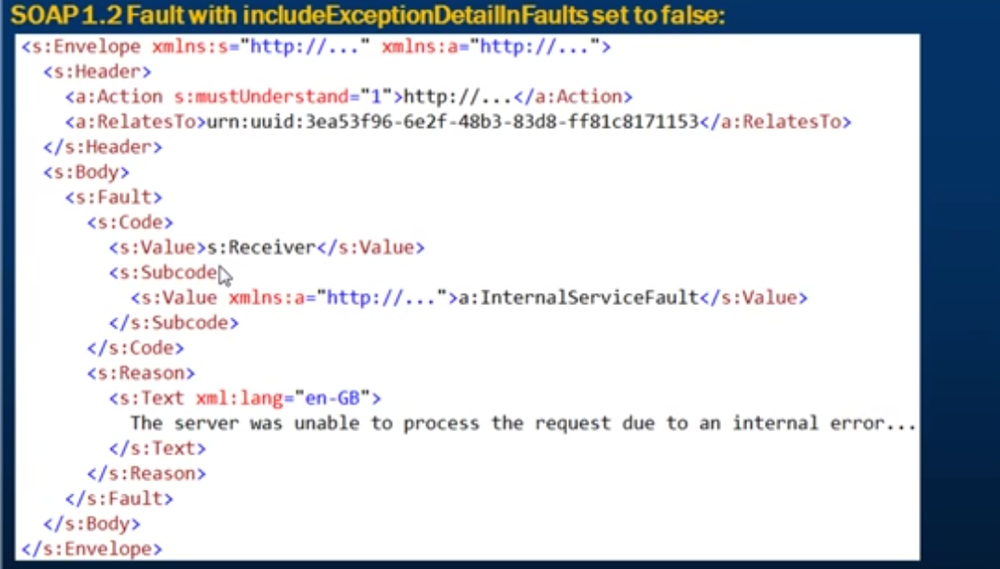 SOAP 1.2 Fault with includeExceptionDetailInFaults set to false:
<s:Envelope xmlns:s="http://..." xmlns:a="http://...">
<s:Header>
<a:Action s:mustUnderstand="1">http://...</a:Action>
<a:RelatesTo>urn:uuid:3ea53f96-6e2f-48b3-83d8-ff81c8171153</a:RelatesTo>
</s:Header>
<s:Body>
<s:Fault>
<s:Code>
<s:Value>s:Receiver</s:Value>
<s:Subcode>
<s:Value xmlns:a="http://...">a:InternalServiceFault</s:Value>
</s:Subcode>
</s:Code>
<s:Reason>
<s:Text xml:lang="en-GB">
The server was unable to process the request due to an internal error...
</s:Text>
</s:Reason>
</s:Fault>
</s:Body>
</s:Envelope>